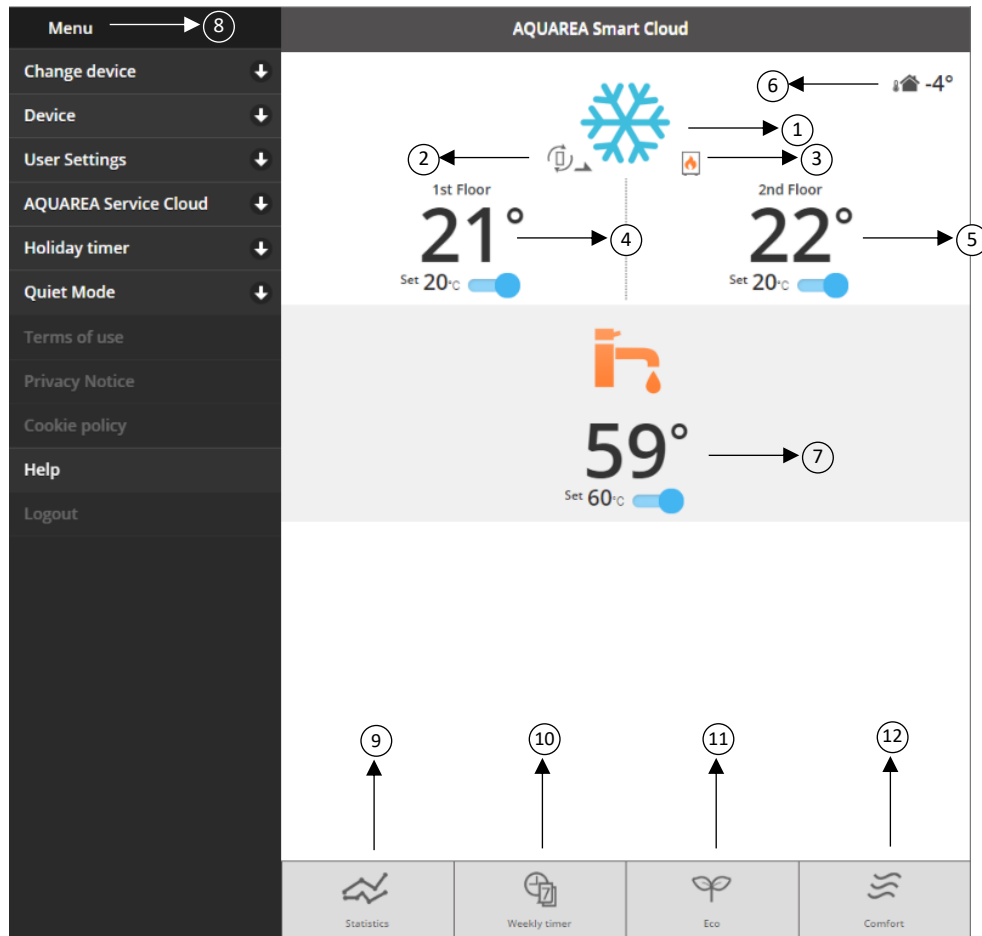 Menu
8
AQUAREA Smart Cloud
Change device
Device
User Settings
AQUAREA Service Cloud
Holiday timer
Quiet Mode
Terms of use
Privacy Notice
Cookie policy
Help
Logout
6
-4°
1
2
3
1st Floor
2nd Floor
21°
4
22°
5
Set 20°C
Set 20°C
59°
7
Set 60°C
9
10
11
12
7
Statistics
Weekly timer
Eco
Comfort